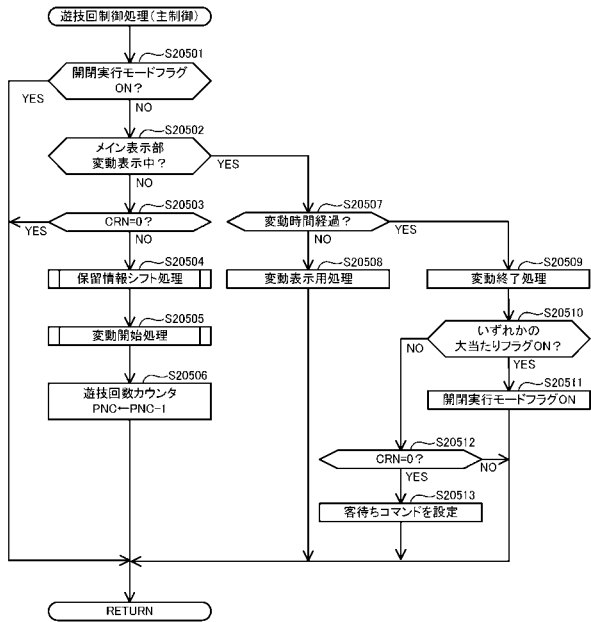 遊技回制御処理(主制御)
S20501
開閉実行モードフラグ
ON?
YES
NO
S20502
メイン表示部
変動表示中?
YES
NO
S20503
CRN=0?
YES
NO
S20504
保留情報シフト処理
S20505
変動開始処理
S20506
遊技回数カウンタ
PNC←PNC-1
S20507
変動時間経過?
YES
NO
S20508
変動表示用処理
S20509
変動終了処理
S20510
いずれかの
大当たりフラグON?
NO
YES
S20511
開閉実行モードフラグON
S20512
CRN=0?
NO
YES
S20513
客待ちコマンドを設定
RETURN